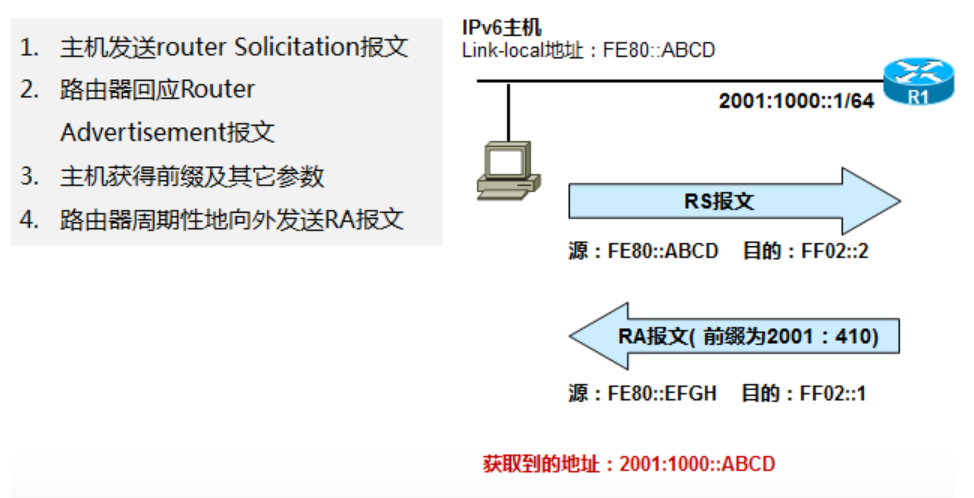 1. 主机发送router Solicitation报文
2. 路由器回应Router
Advertisement报文
3. 主机获得前缀及其它参数
4. 路由器周期性地向外发送RA报文
IPv6主机
Link-local地址：FE80::ABCD
2001:1000::1/64
R1
RS报文
源：FE80::ABCD 目的：FF02::2
RA报文( 前缀为2001：410)
源：FE80::EFGH 目的：FF02::1
获取到的地址：2001:1000::ABCD